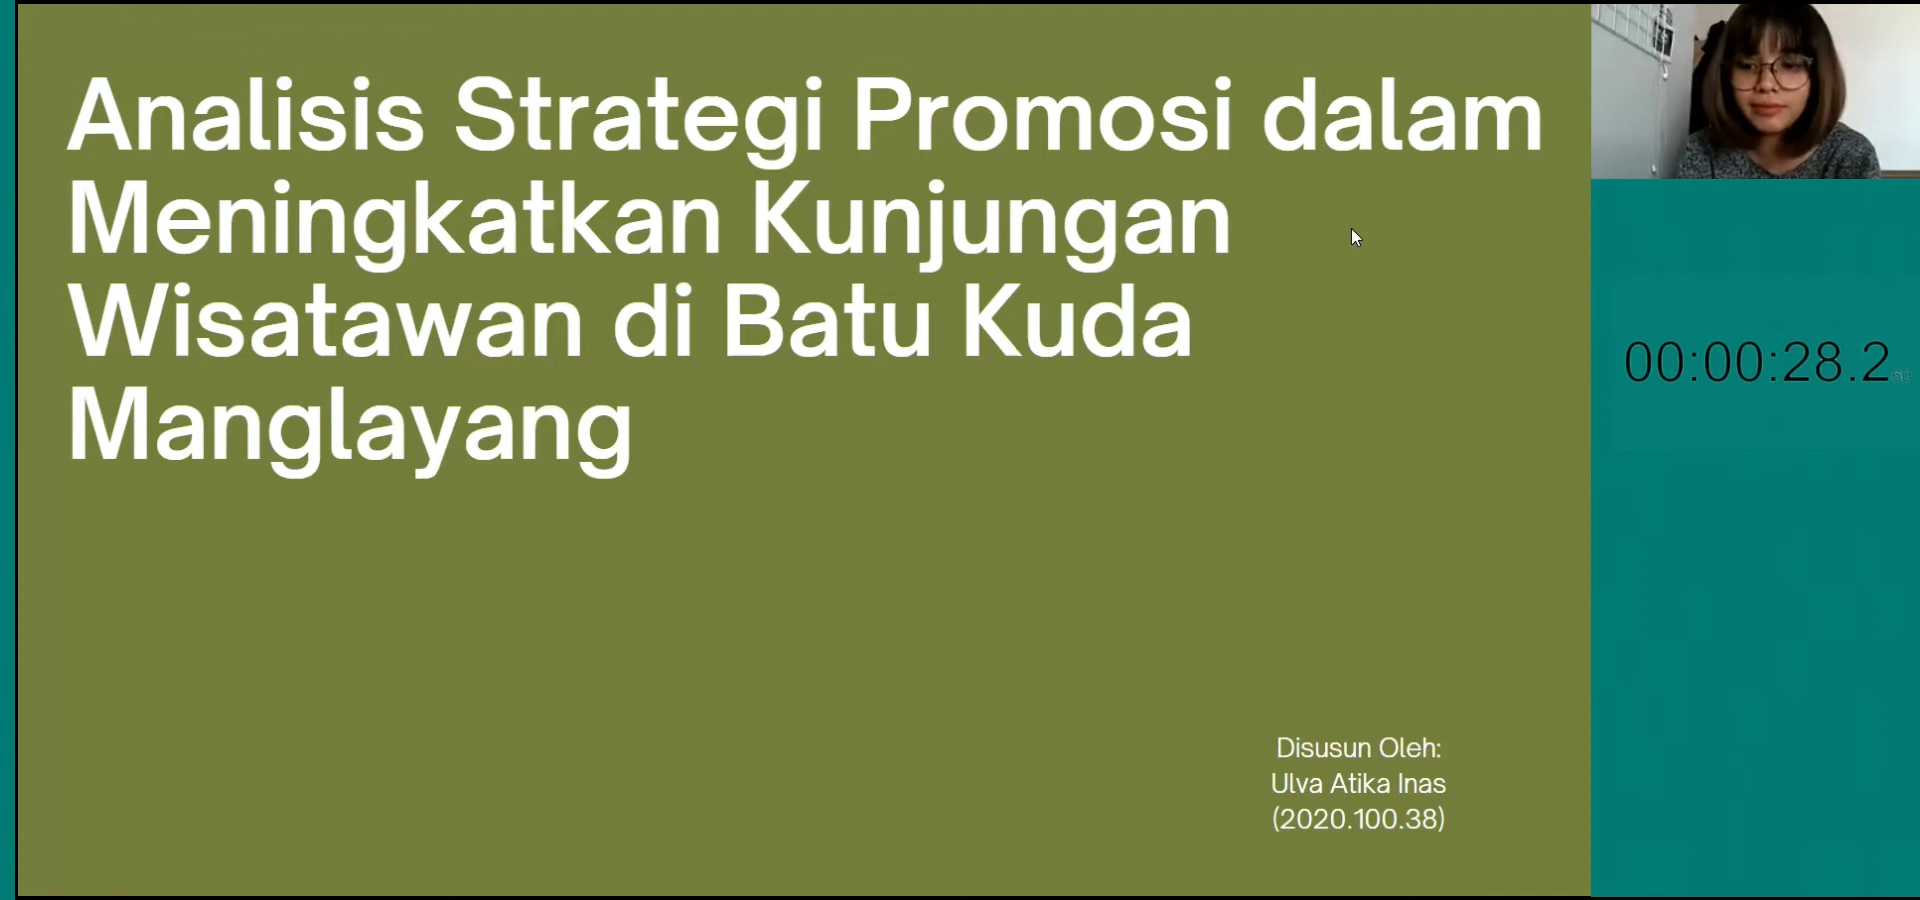 Analisis Strategi Promosi dalam
Meningkatkan Kunjungan
Wisatawan di Batu Kuda
Manglayang
Disusun Oleh:
Ulva Atika Inas
(2020.100.38)
00:00:28.2